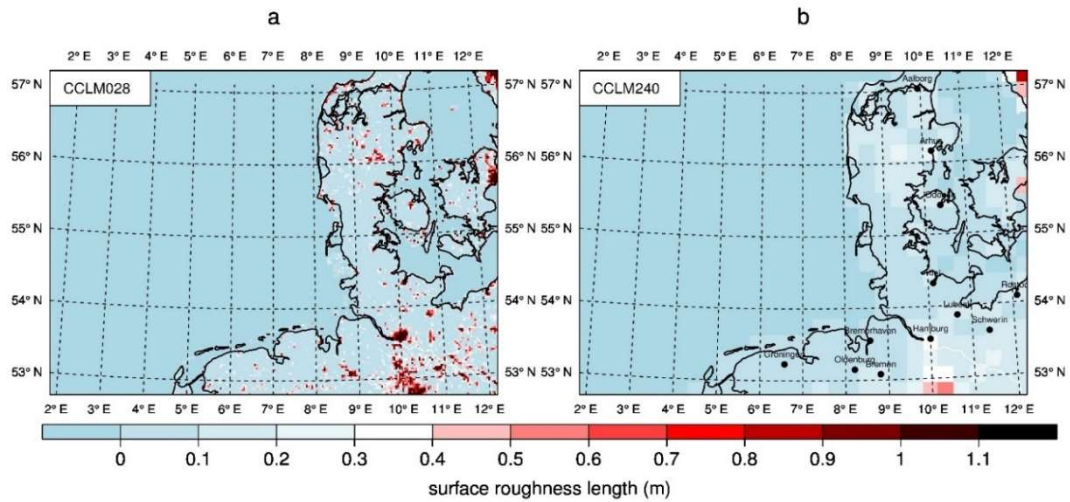 a b
2° E 3° E 4° E 5° E 6° E 7° E 8° E 9° E 10° E 11° E 12° E 2° E 3° E 4° E 5° E 6° E 7° E 8° E 9° E 10° E 11° E 12° E
CCLM028 CCLM240
57° N 57° N 57° N 57° N
Aalborg
56° N 56° N 56° N 56° N
Århus
55° N 55° N 55° N 55° N
54° N 54° N 54° N 54° N
Schwerin
Bremerhaven Hamburg
53° N 53° N 53° N 53° N
Groningen Oldenburg Bremen
2° E 3° E 4° E 5° E 6° E 7° E 8° E 9° E 10° E 11° E 12° E 2° E 3° E 4° E 5° E 6° E 7° E 8° E 9° E 10° E 11° E 12° E
0 0.1 0.2 0.3 0.4 0.5 0.6 0.7 0.8 0.9 1 1.1
surface roughness length (m)